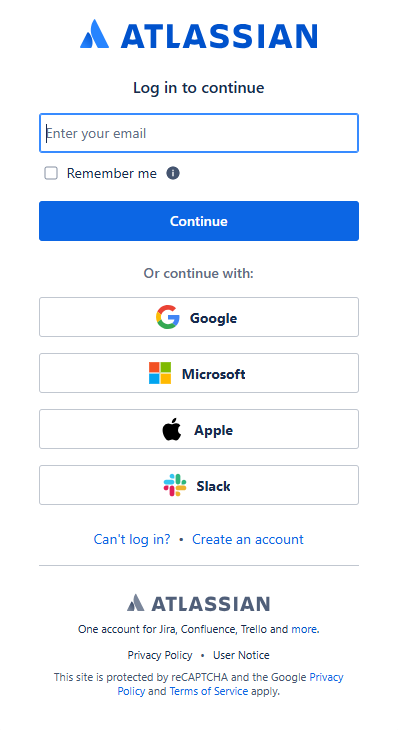 ATLASSIAN
Log in to continue
Enter your email
Remember me
Continue
Or continue with:
Google
Microsoft
Apple
Slack
Can't log in? • Create an account
ATLASSIAN
One account for Jira, Confluence, Trello and more.
Privacy Policy • User Notice
This site is protected by reCAPTCHA and the Google Privacy
Policy and Terms of Service apply.